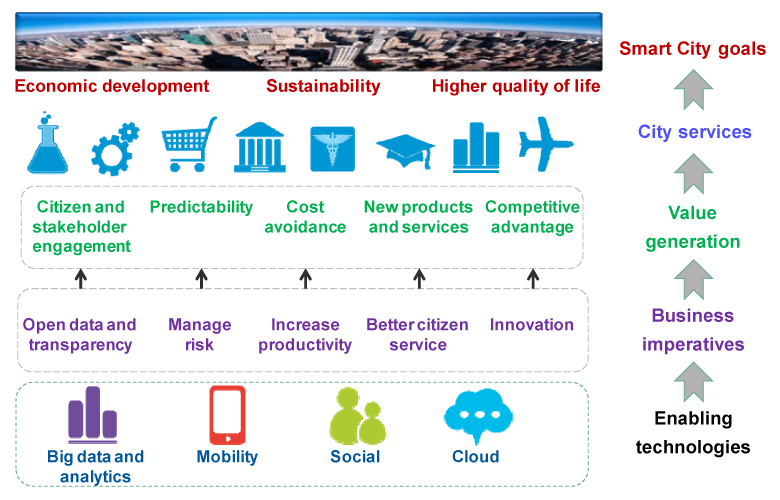 Smart City goals
Economic development
Sustainability
Higher quality of life
City services
Citizen and
stakeholder
engagement
Predictability
Cost
avoidance
New products
and services
Competitive
advantage
Value
generation
Open data and
transparency
Manage
risk
Increase
productivity
Better citizen
service
Innovation
Business
imperatives
Big data and
analytics
Mobility
Social
Cloud
Enabling
technologies